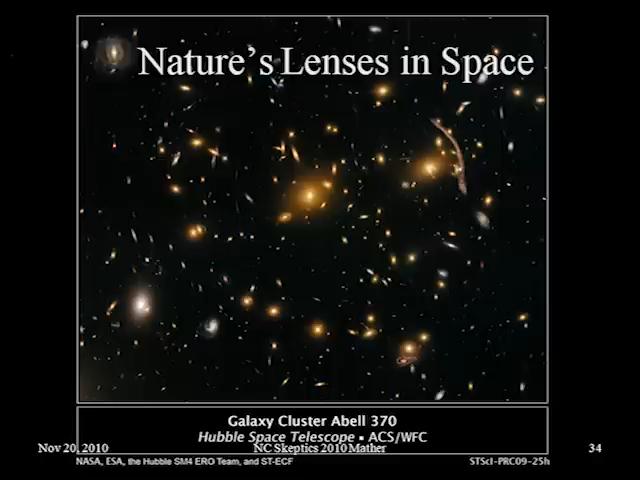 Nature's Lenses in Space
Galaxy Cluster Abell 370
Hubble Space Telescope ▪ ACS/WFC
Nov 20, 2010 NC Skeptics 2010 Mather 34
NASA, ESA, the Hubble SM4 ERO Team, and ST-ECF STScI-PRC09-25h